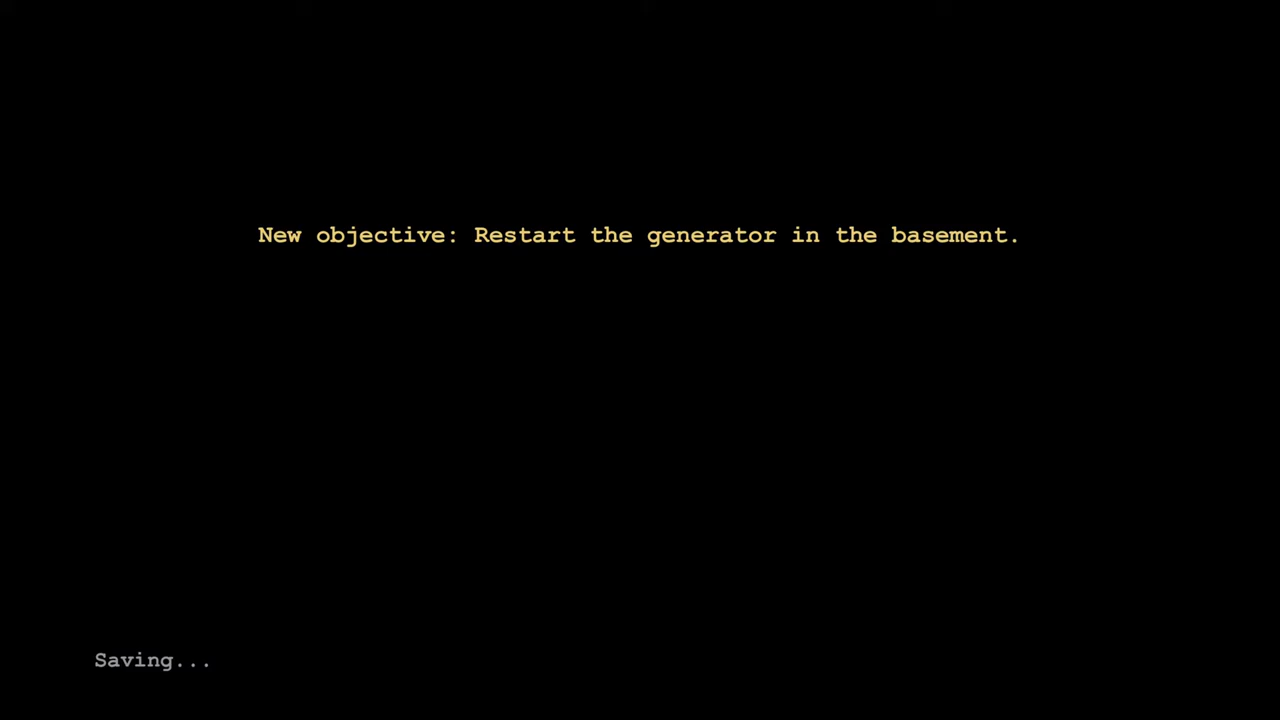 New objective: Restart the generator in the basement.
Saving...